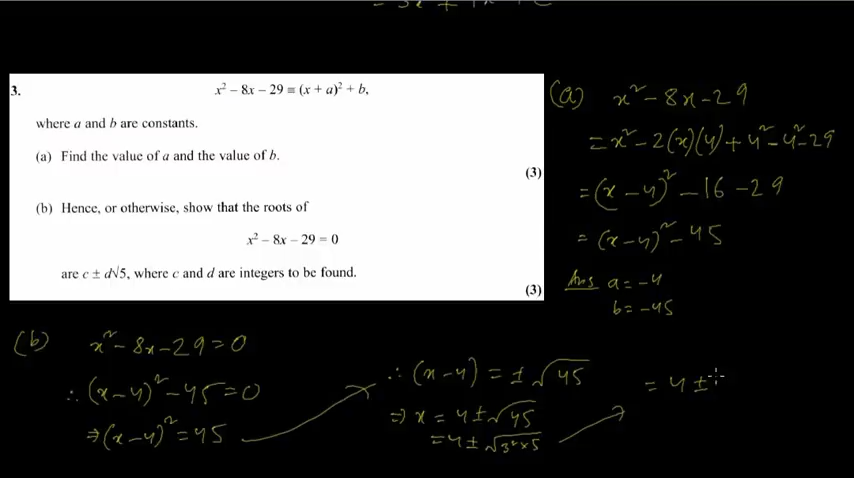 3.
x² – 8x – 29 ≡ (x + a)² + b,
where a and b are constants.
(a) Find the value of a and the value of b.
(3)
(b) Hence, or otherwise, show that the roots of
x² – 8x – 29 = 0
are c ± d√5, where c and d are integers to be found.
(3)
(a) x² - 8x - 29
= x² - 2(x)(4) + 4² - 4² - 29
= (x - 4)² - 16 - 29
= (x - 4)² - 45
Ans a = -4
b = -45
(b) x² - 8x - 29 = 0
∴ (x - 4)² - 45 = 0
⇒ (x - 4)² = 45
∴ (x - 4) = ± √45
⇒ x = 4 ± √45
= 4 ± √3² × 5
= 4 ±